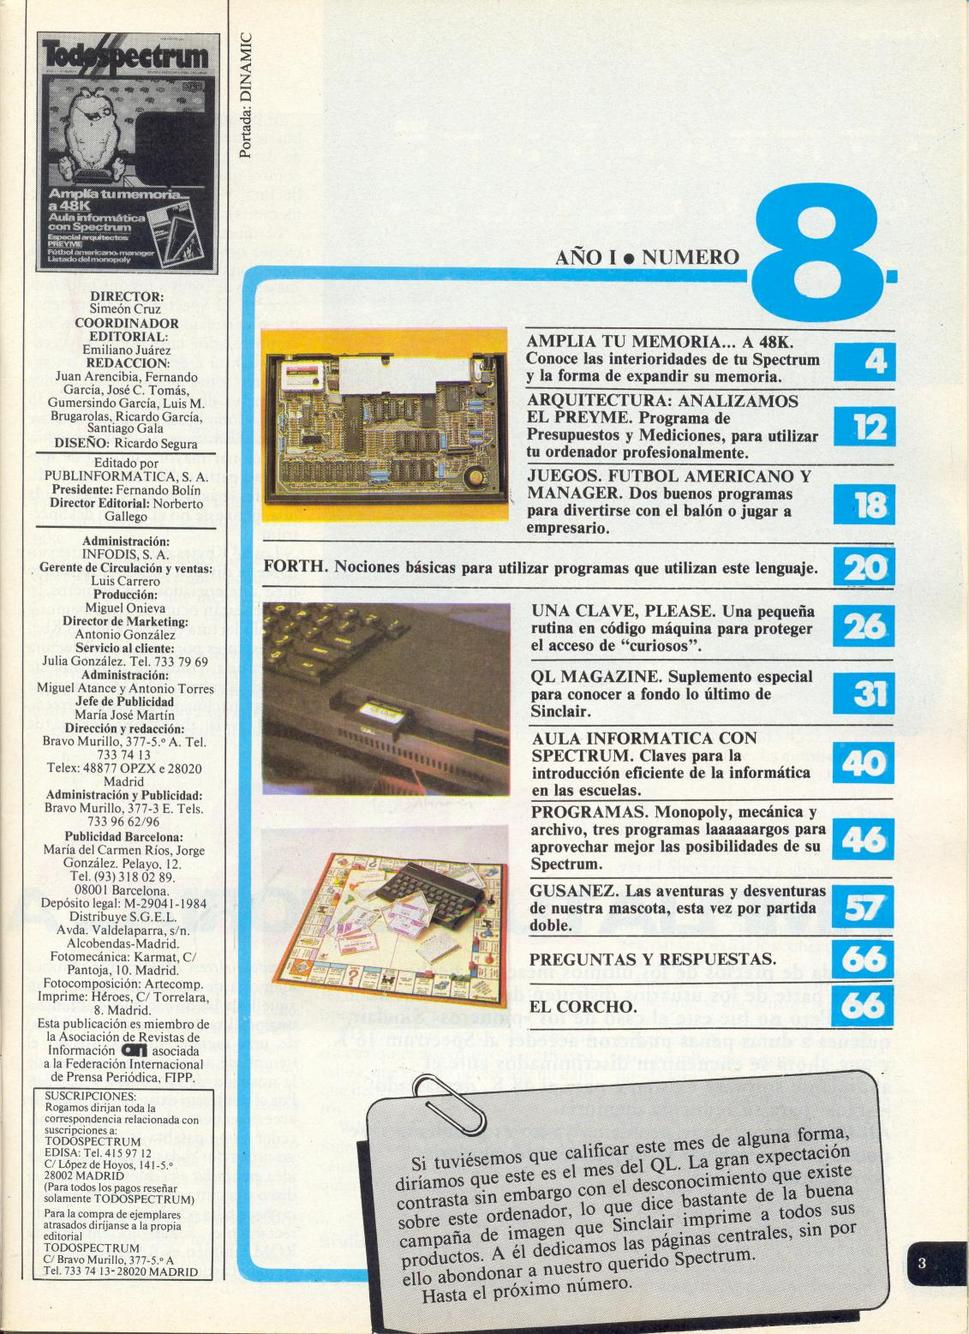 Todospectrum
Amplía tu memoria...
a 48K
Aula informática
con Spectrum
Especial arquitectos:
PREYME
Fútbol americano, manager
Listado del monopoly
Portada: DINAMIC
DIRECTOR:
Simeón Cruz
COORDINADOR
EDITORIAL:
Emiliano Juárez
REDACCION:
Juan Arencibia, Fernando
García, José C. Tomás,
Gumersindo García, Luis M.
Brugarolas, Ricardo García,
Santiago Gala
DISEÑO: Ricardo Segura
Editado por
PUBLINFORMATICA, S. A.
Presidente: Fernando Bolín
Director Editorial: Norberto
Gallego
Administración:
INFODIS, S. A.
Gerente de Circulación y ventas:
Luis Carrero
Producción:
Miguel Onieva
Director de Marketing:
Antonio González
Servicio al cliente:
Julia González. Tel. 733 79 69
Administración:
Miguel Atance y Antonio Torres
Jefe de Publicidad
María José Martín
Dirección y redacción:
Bravo Murillo, 377-5.º A. Tel.
733 74 13
Telex: 48877 OPZX e 28020
Madrid
Administración y Publicidad:
Bravo Murillo, 377-3 E. Tels.
733 96 62/96
Publicidad Barcelona:
María del Carmen Ríos, Jorge
González. Pelayo, 12.
Tel. (93) 318 02 89.
08001 Barcelona.
Depósito legal: M-29041-1984
Distribuye S.G.E.L.
Avda. Valdelaparra, s/n.
Alcobendas-Madrid.
Fotomecánica: Karmat, C/
Pantoja, 10. Madrid.
Fotocomposición: Artecomp.
Imprime: Héroes, C/ Torrelara,
8. Madrid.
Esta publicación es miembro de
la Asociación de Revistas de
Información ari asociada
a la Federación Internacional
de Prensa Periódica, FIPP.
SUSCRIPCIONES:
Rogamos dirijan toda la
correspondencia relacionada con
suscripciones a:
TODOSPECTRUM
EDISA: Tel. 415 97 12
C/ López de Hoyos, 141-5.º
28002 MADRID
(Para todos los pagos reseñar
solamente TODOSPECTRUM)
Para la compra de ejemplares
atrasados diríjanse a la propia
editorial
TODOSPECTRUM
C/ Bravo Murillo, 377-5.º A
Tel. 733 74 13- 28020 MADRID
AÑO I ● NUMERO 8
AMPLIA TU MEMORIA... A 48K.
Conoce las interioridades de tu Spectrum
y la forma de expandir su memoria.
4
ARQUITECTURA: ANALIZAMOS
EL PREYME. Programa de
Presupuestos y Mediciones, para utilizar
tu ordenador profesionalmente.
12
JUEGOS. FUTBOL AMERICANO Y
MANAGER. Dos buenos programas
para divertirse con el balón o jugar a
empresario.
18
FORTH. Nociones básicas para utilizar programas que utilizan este lenguaje.
20
UNA CLAVE, PLEASE. Una pequeña
rutina en código máquina para proteger
el acceso de “curiosos”.
26
QL MAGAZINE. Suplemento especial
para conocer a fondo lo último de
Sinclair.
31
AULA INFORMATICA CON
SPECTRUM. Claves para la
introducción eficiente de la informática
en las escuelas.
40
PROGRAMAS. Monopoly, mecánica y
archivo, tres programas laaaaaargos para
aprovechar mejor las posibilidades de su
Spectrum.
46
GUSANEZ. Las aventuras y desventuras
de nuestra mascota, esta vez por partida
doble.
57
PREGUNTAS Y RESPUESTAS.
66
EL CORCHO.
66
Si tuviésemos que calificar este mes de alguna forma,
diríamos que este es el mes del QL. La gran expectación
contrasta sin embargo con el desconocimiento que existe
sobre este ordenador, lo que dice bastante de la buena
campaña de imagen que Sinclair imprime a todos sus
productos. A él dedicamos las páginas centrales, sin por
ello abondonar a nuestro querido Spectrum.
Hasta el próximo número.
3